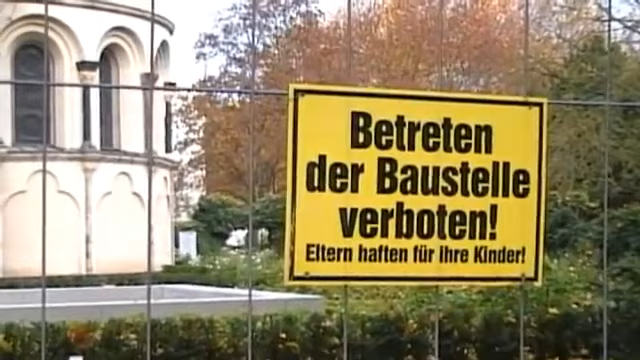 Betreten
der Baustelle
verboten!
Eltern haften für ihre Kinder!